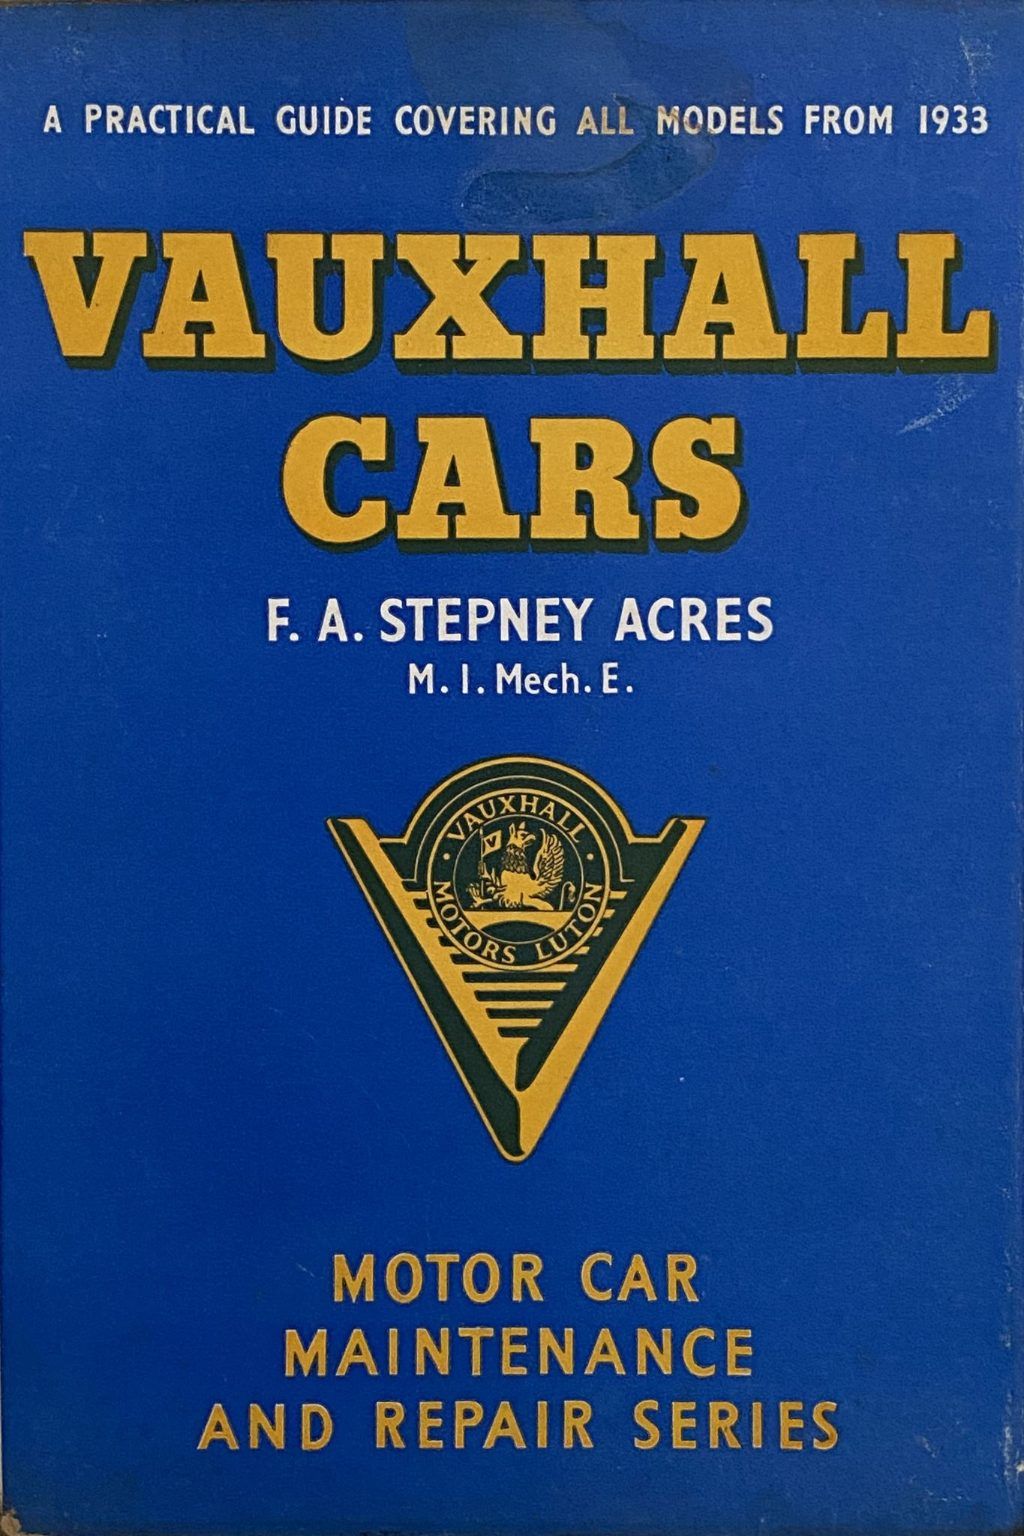 A PRACTICAL GUIDE COVERING ALL MODELS FROM 1933
VAUXHALL
CARS
F. A. STEPNEY ACRES
M. I. Mech. E.
VAUXHALL
V
MOTORS LUTON
MOTOR CAR
MAINTENANCE
AND REPAIR SERIES